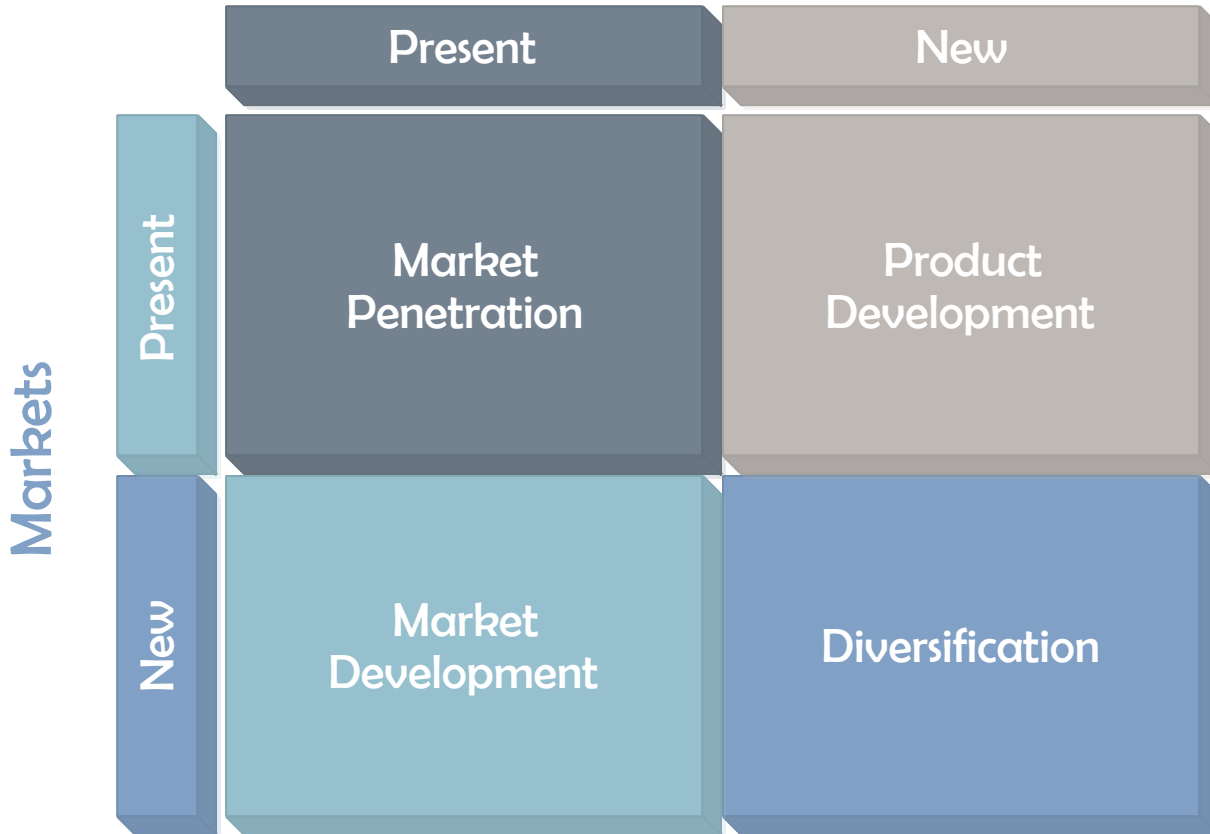 Present
New
Markets
Present
Market
Penetration
Product
Development
New
Market
Development
Diversification